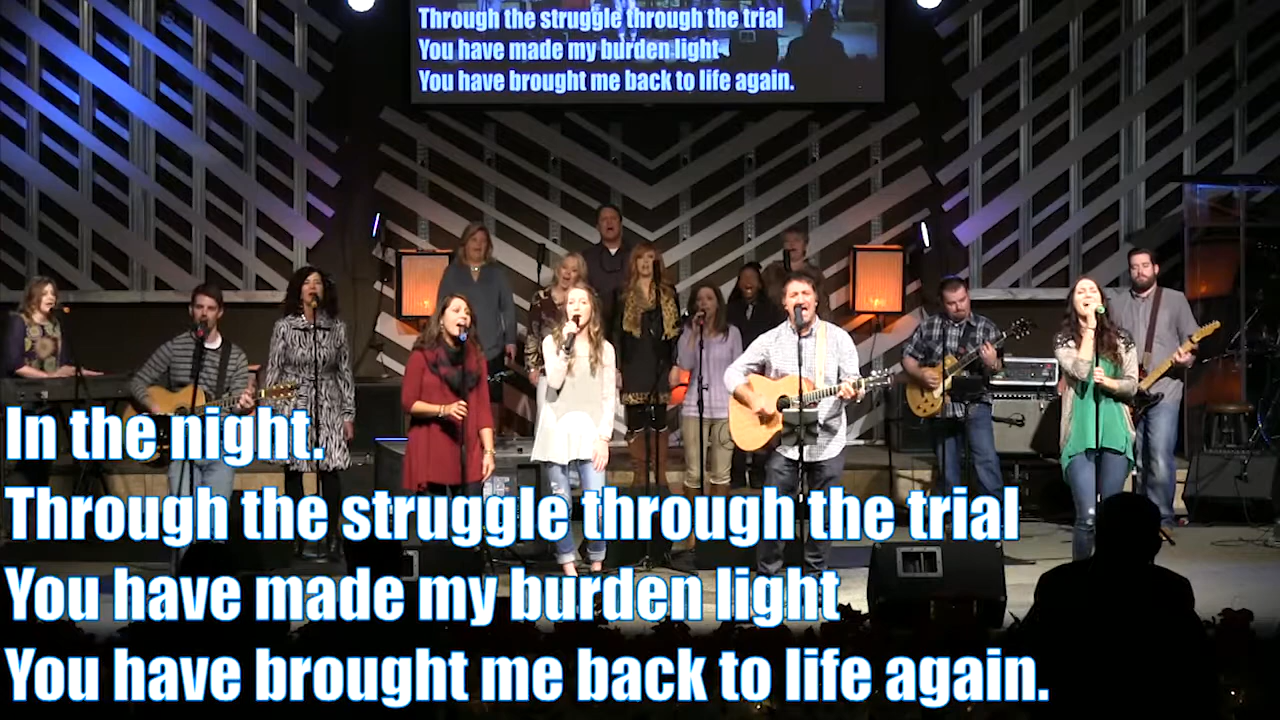 Through the struggle through the trial
You have made my burden light
You have brought me back to life again.
In the night.
Through the struggle through the trial
You have made my burden light
You have brought me back to life again.